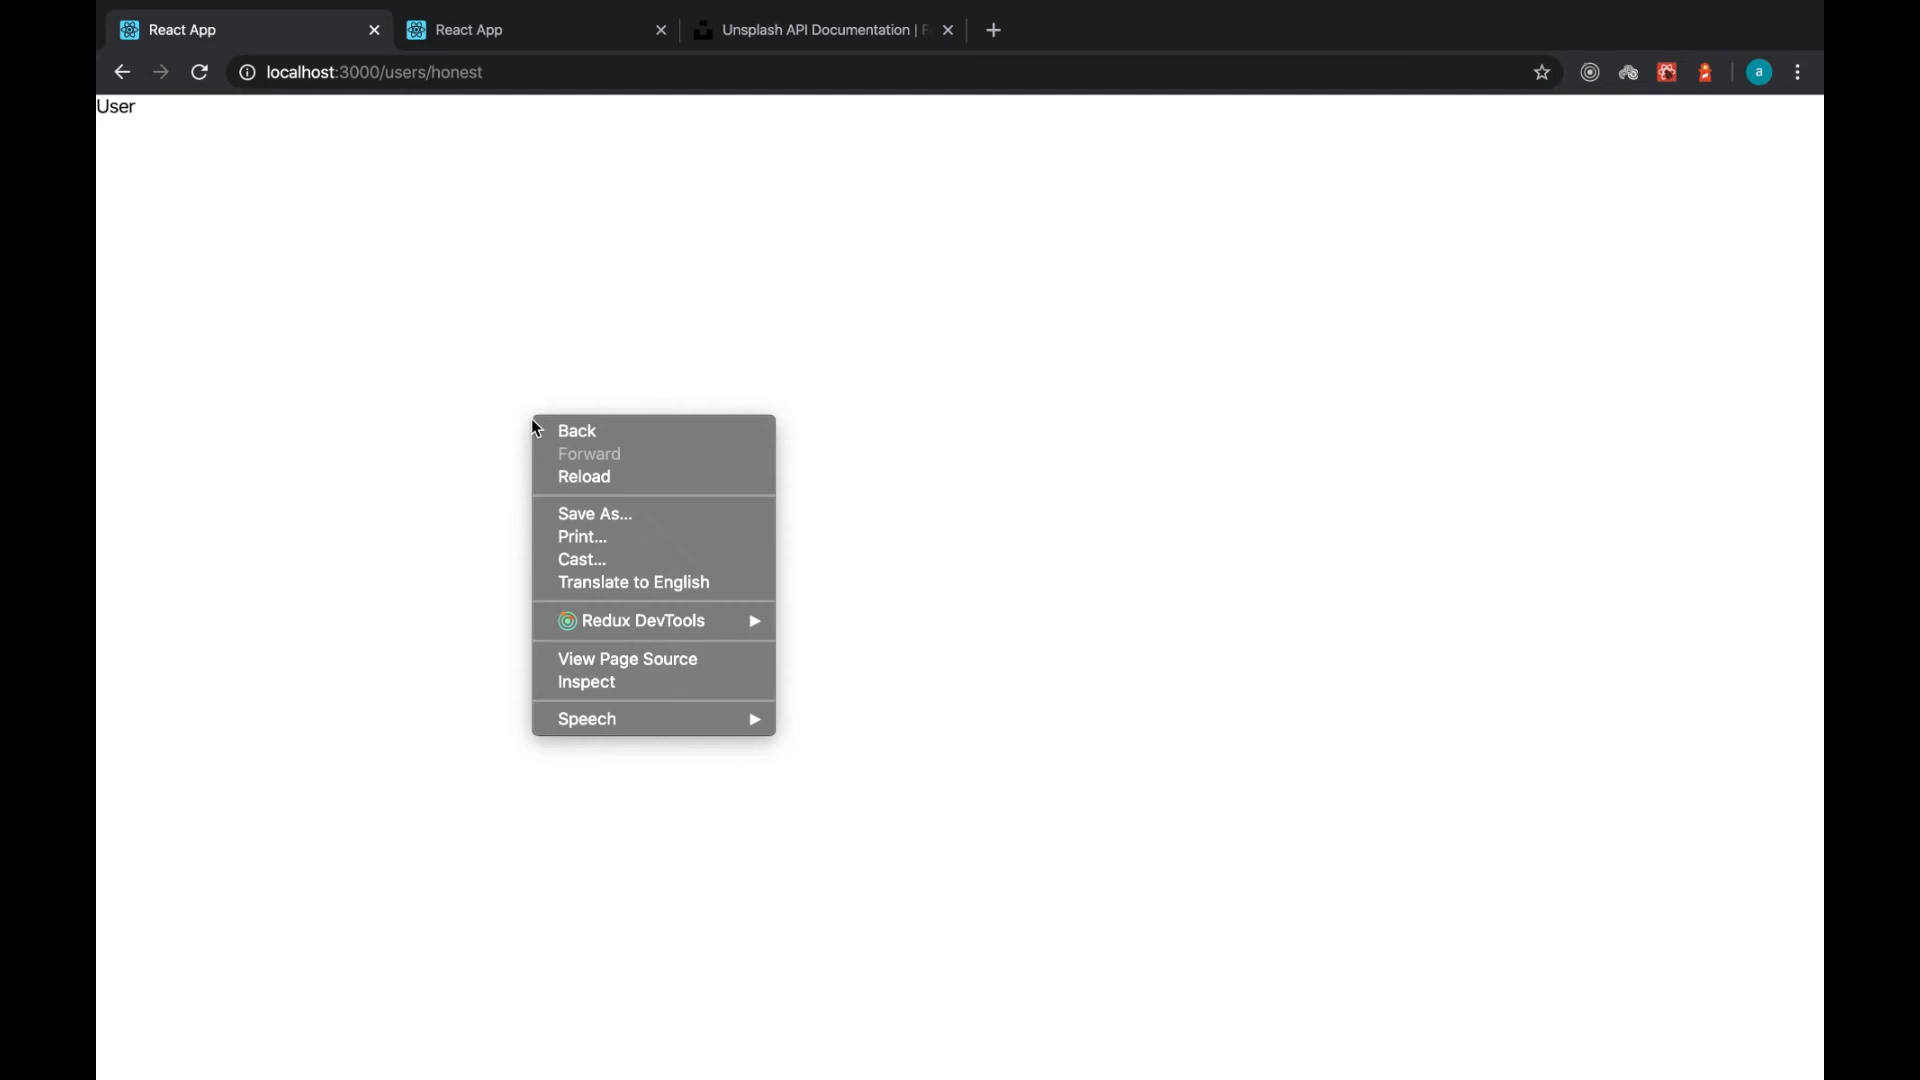 React App
React App
Unsplash API Documentation |
localhost:3000/users/honest
a
User
Back
Forward
Reload
Save As...
Print...
Cast...
Translate to English
Redux DevTools
View Page Source
Inspect
Speech